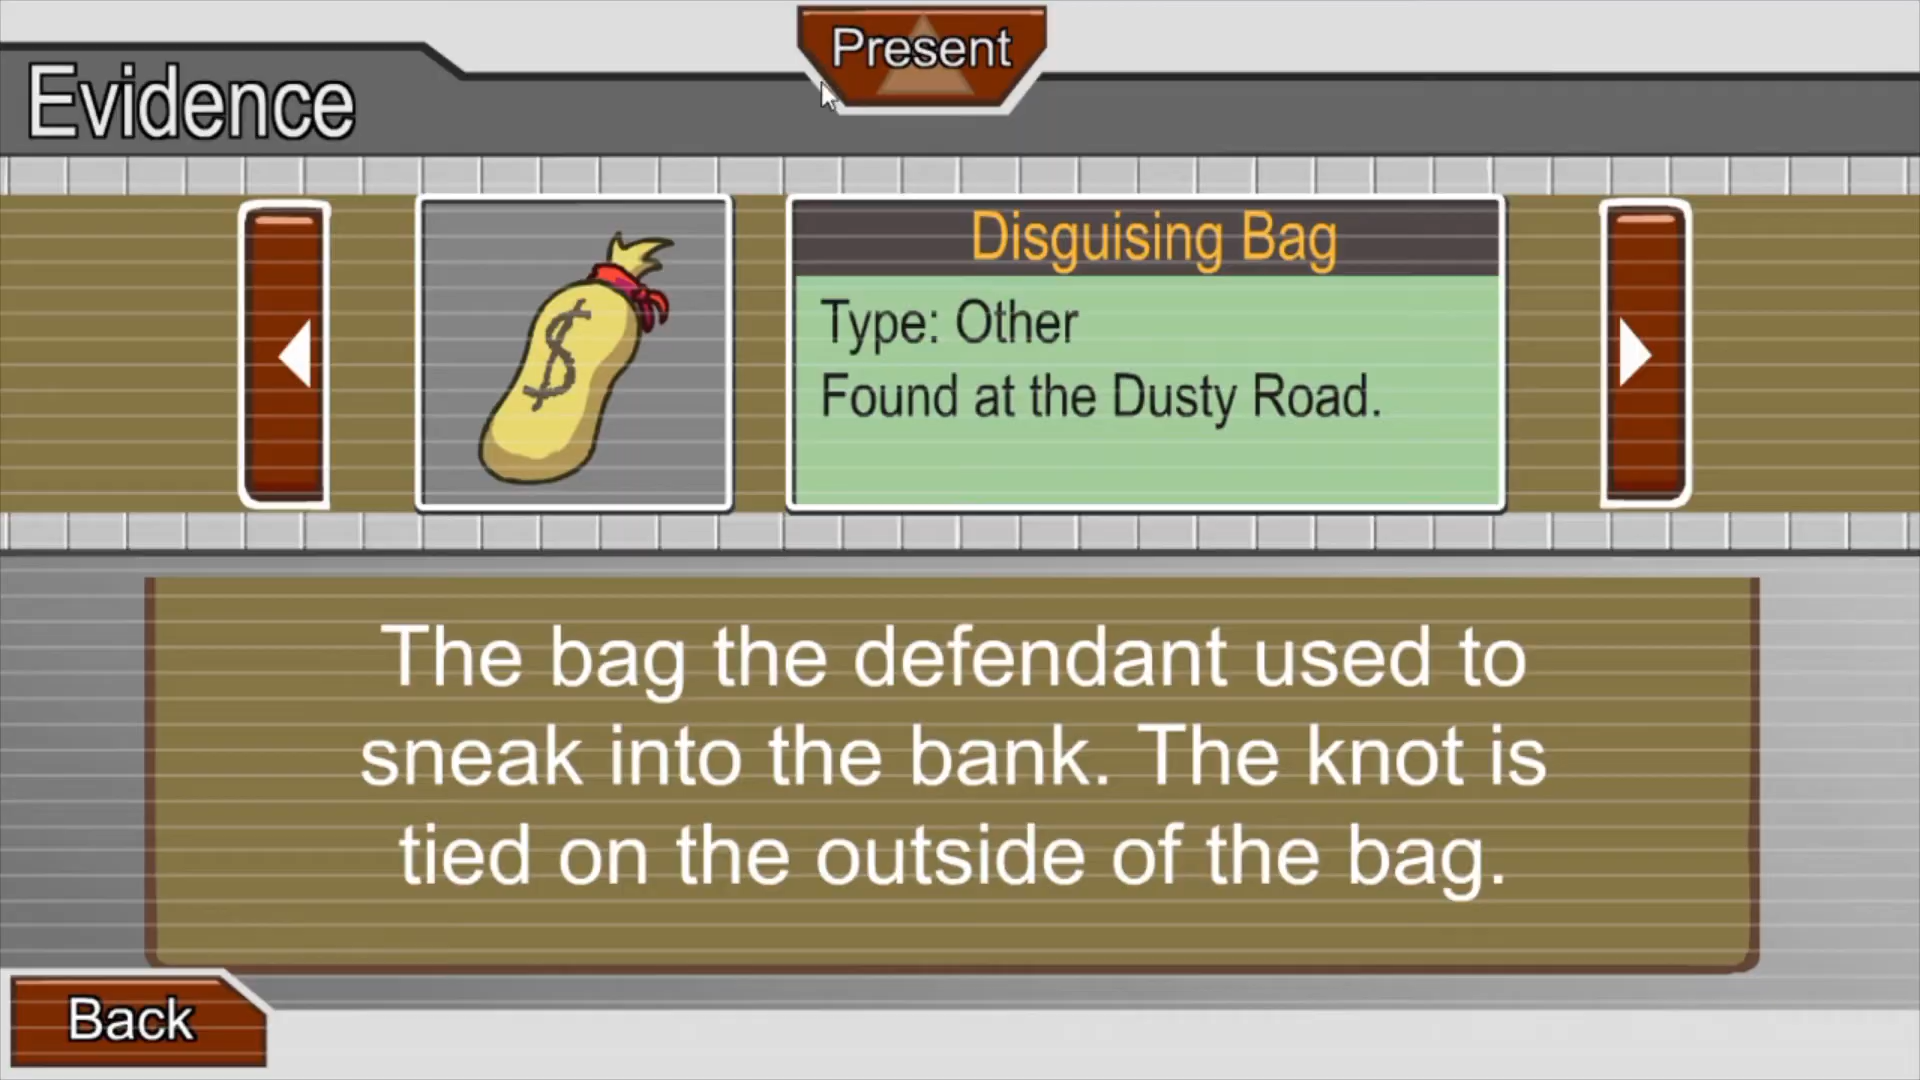 Present
Evidence
Disguising Bag
Type: Other
Found at the Dusty Road.
$
The bag the defendant used to
sneak into the bank. The knot is
tied on the outside of the bag.
Back